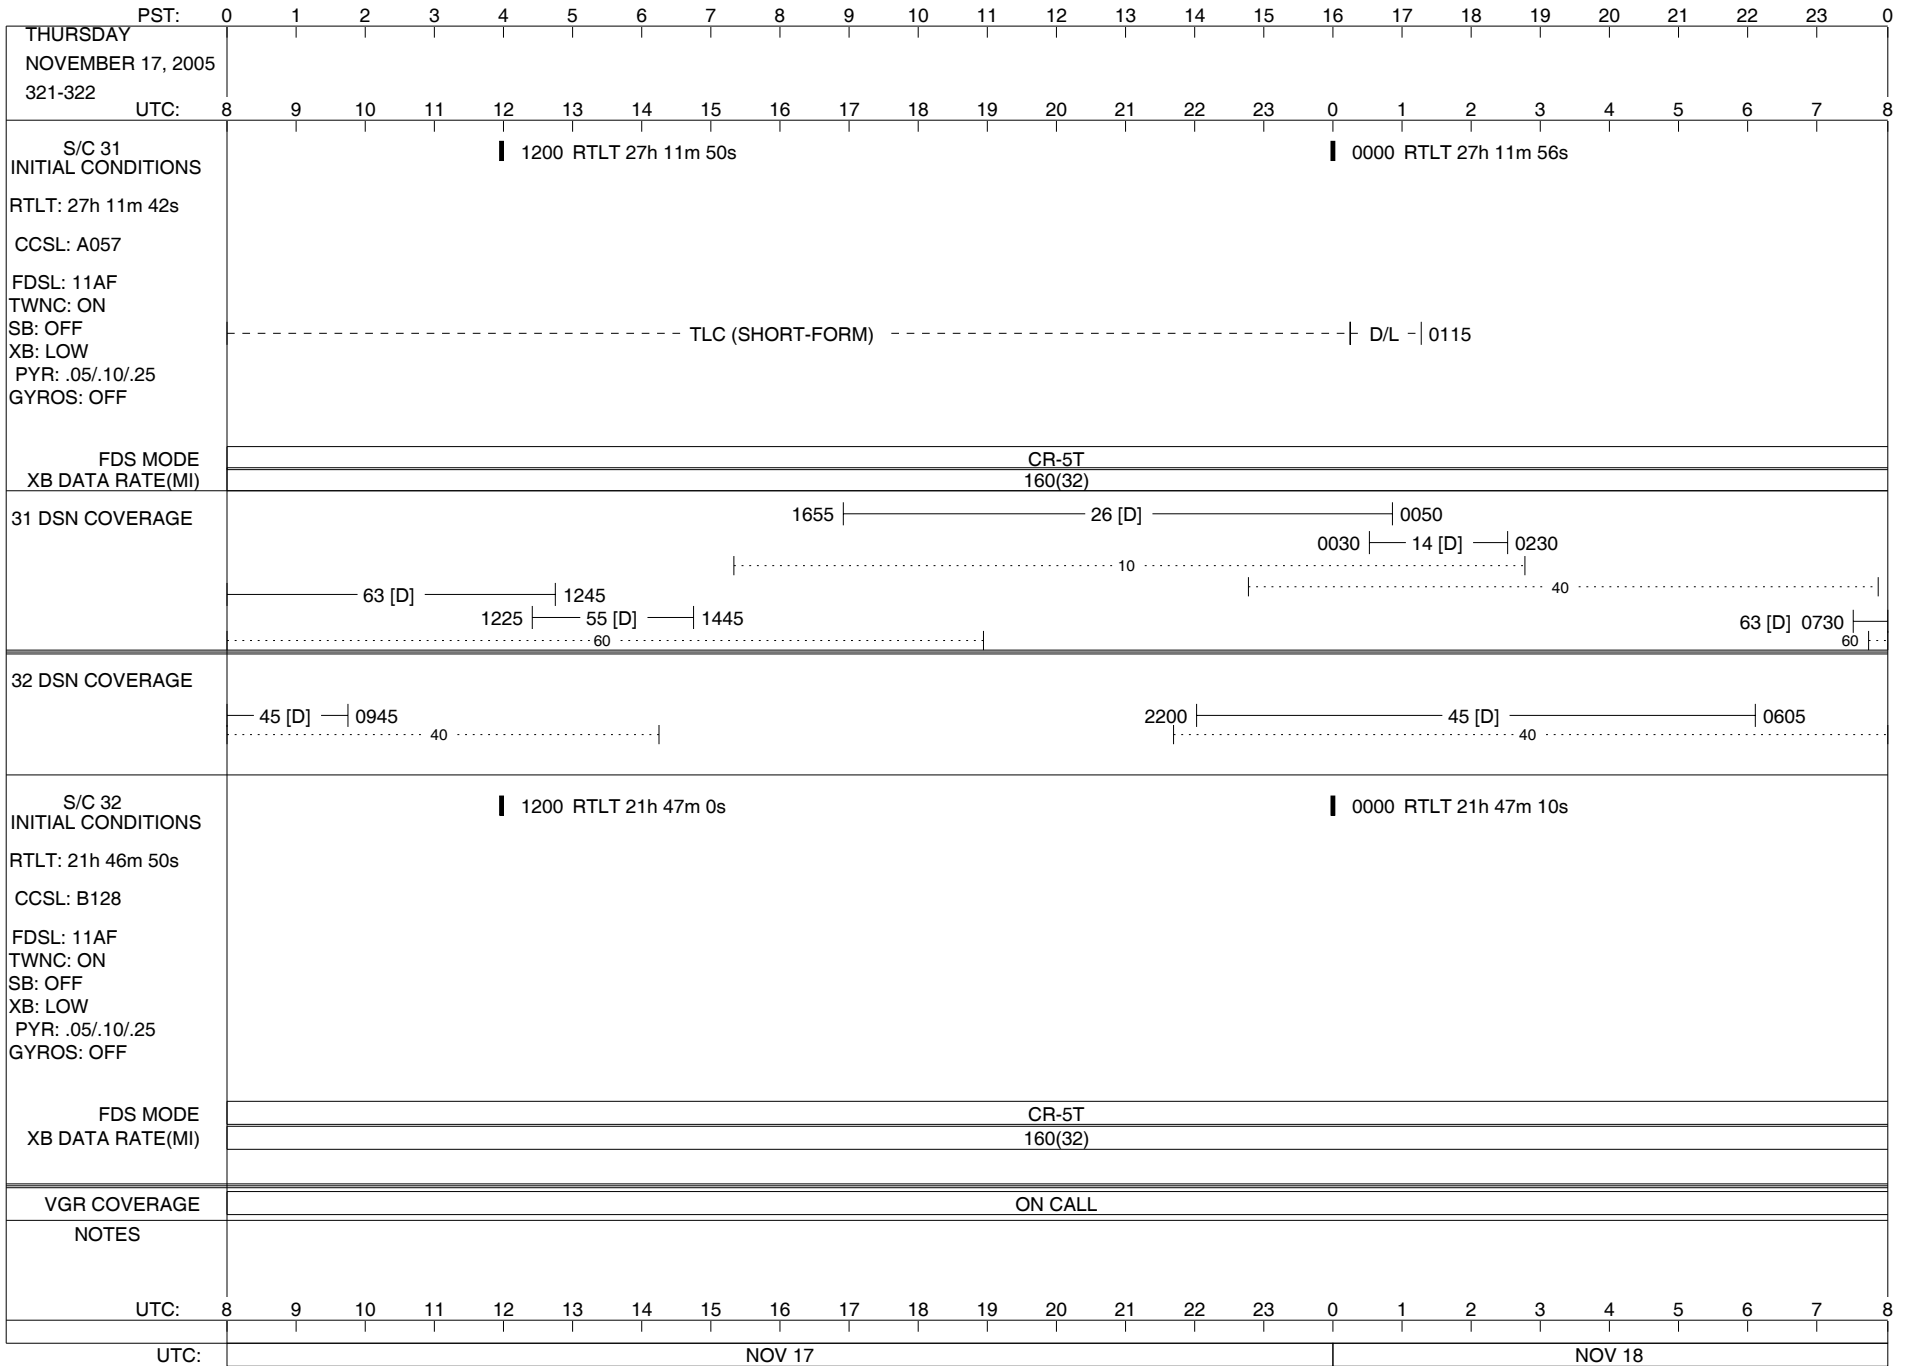 PST: 0 1 2 3 4 5 6 7 8 9 10 11 12 13 14 15 16 17 18 19 20 21 22 23 0
THURSDAY
NOVEMBER 17, 2005
321-322
UTC: 8 9 10 11 12 13 14 15 16 17 18 19 20 21 22 23 0 1 2 3 4 5 6 7 8
S/C 31
INITIAL CONDITIONS
1200 RTLT 27h 11m 50s
0000 RTLT 27h 11m 56s
RTLT: 27h 11m 42s
CCSL: A057
FDSL: 11AF
TWNC: ON
SB: OFF
TLC (SHORT-FORM) D/L 0115
XB: LOW
PYR: .05/.10/.25
GYROS: OFF
FDS MODE CR-5T
XB DATA RATE(MI) 160(32)
31 DSN COVERAGE
1655 26 [D] 0050
0030 14 [D] 0230
10
40
63 [D] 1245
1225 55 [D] 1445
63 [D] 0730
60
60
32 DSN COVERAGE
45 [D] 0945
2200 45 [D] 0605
40
40
S/C 32
INITIAL CONDITIONS
1200 RTLT 21h 47m 0s
0000 RTLT 21h 47m 10s
RTLT: 21h 46m 50s
CCSL: B128
FDSL: 11AF
TWNC: ON
SB: OFF
XB: LOW
PYR: .05/.10/.25
GYROS: OFF
FDS MODE CR-5T
XB DATA RATE(MI) 160(32)
VGR COVERAGE ON CALL
NOTES
UTC: 8 9 10 11 12 13 14 15 16 17 18 19 20 21 22 23 0 1 2 3 4 5 6 7 8
UTC: NOV 17 NOV 18